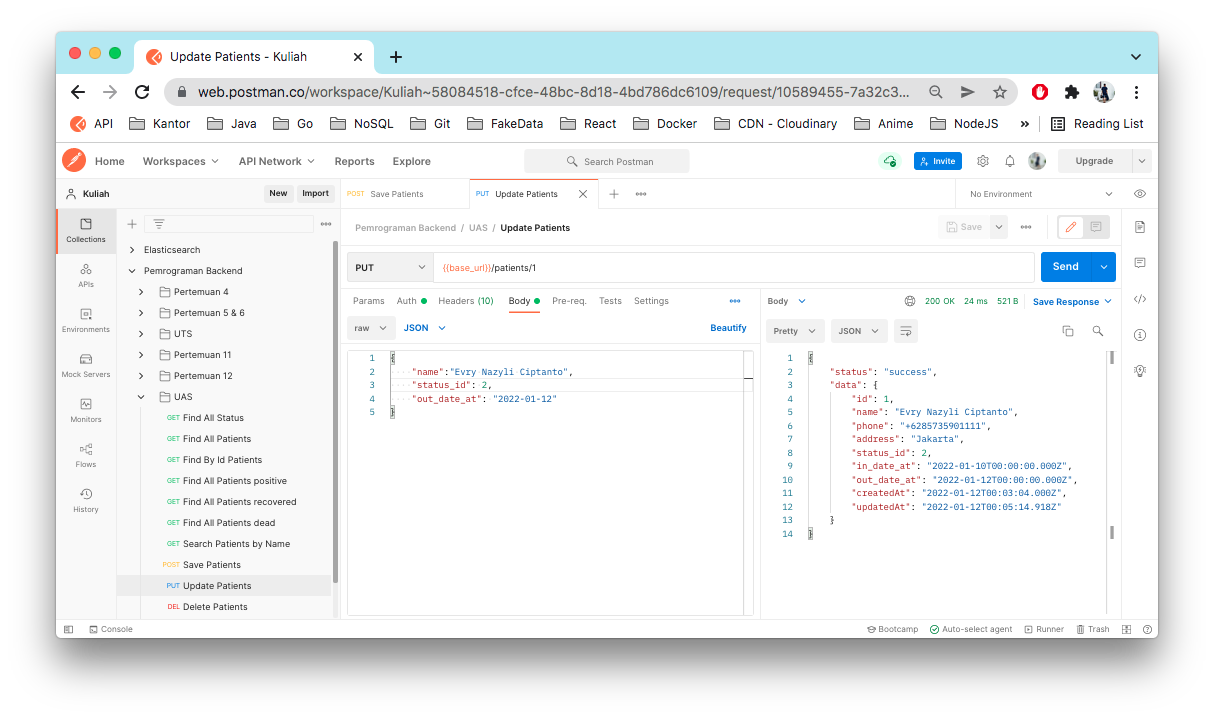 Update Patients - Kuliah
web.postman.co/workspace/Kuliah~58084518-cfce-48bc-8d18-4bd786dc6109/request/10589455-7a32c3...
API Kantor Java Go NoSQL Git FakeData React Docker CDN - Cloudinary Anime NodeJS » Reading List
Home Workspaces API Network Reports Explore Search Postman Invite Upgrade
Kuliah New Import POST Save Patients PUT Update Patients No Environment
Collections
APIs
Environments
Mock Servers
Monitors
Flows
History
Elasticsearch
Pemrograman Backend
Pertemuan 4
Pertemuan 5 & 6
UTS
Pertemuan 11
Pertemuan 12
UAS
GET Find All Status
GET Find All Patients
GET Find By Id Patients
GET Find All Patients positive
GET Find All Patients recovered
GET Find All Patients dead
GET Search Patients by Name
POST Save Patients
PUT Update Patients
DEL Delete Patients
Pemrograman Backend / UAS / Update Patients Save
PUT {{base_url}}/patients/1 Send
Params Auth Headers (10) Body Pre-req. Tests Settings
raw JSON Beautify
1 {
2 "name":"Evry Nazyli Ciptanto",
3 "status_id": 2,
4 "out_date_at": "2022-01-12"
5 }
Body 200 OK 24 ms 521 B Save Response
Pretty JSON
1 {
2 "status": "success",
3 "data": {
4 "id": 1,
5 "name": "Evry Nazyli Ciptanto",
6 "phone": "+6285735901111",
7 "address": "Jakarta",
8 "status_id": 2,
9 "in_date_at": "2022-01-10T00:00:00.000Z",
10 "out_date_at": "2022-01-12T00:00:00.000Z",
11 "createdAt": "2022-01-12T00:03:04.000Z",
12 "updatedAt": "2022-01-12T00:05:14.918Z"
13 }
14 }
Console Bootcamp Auto-select agent Runner Trash